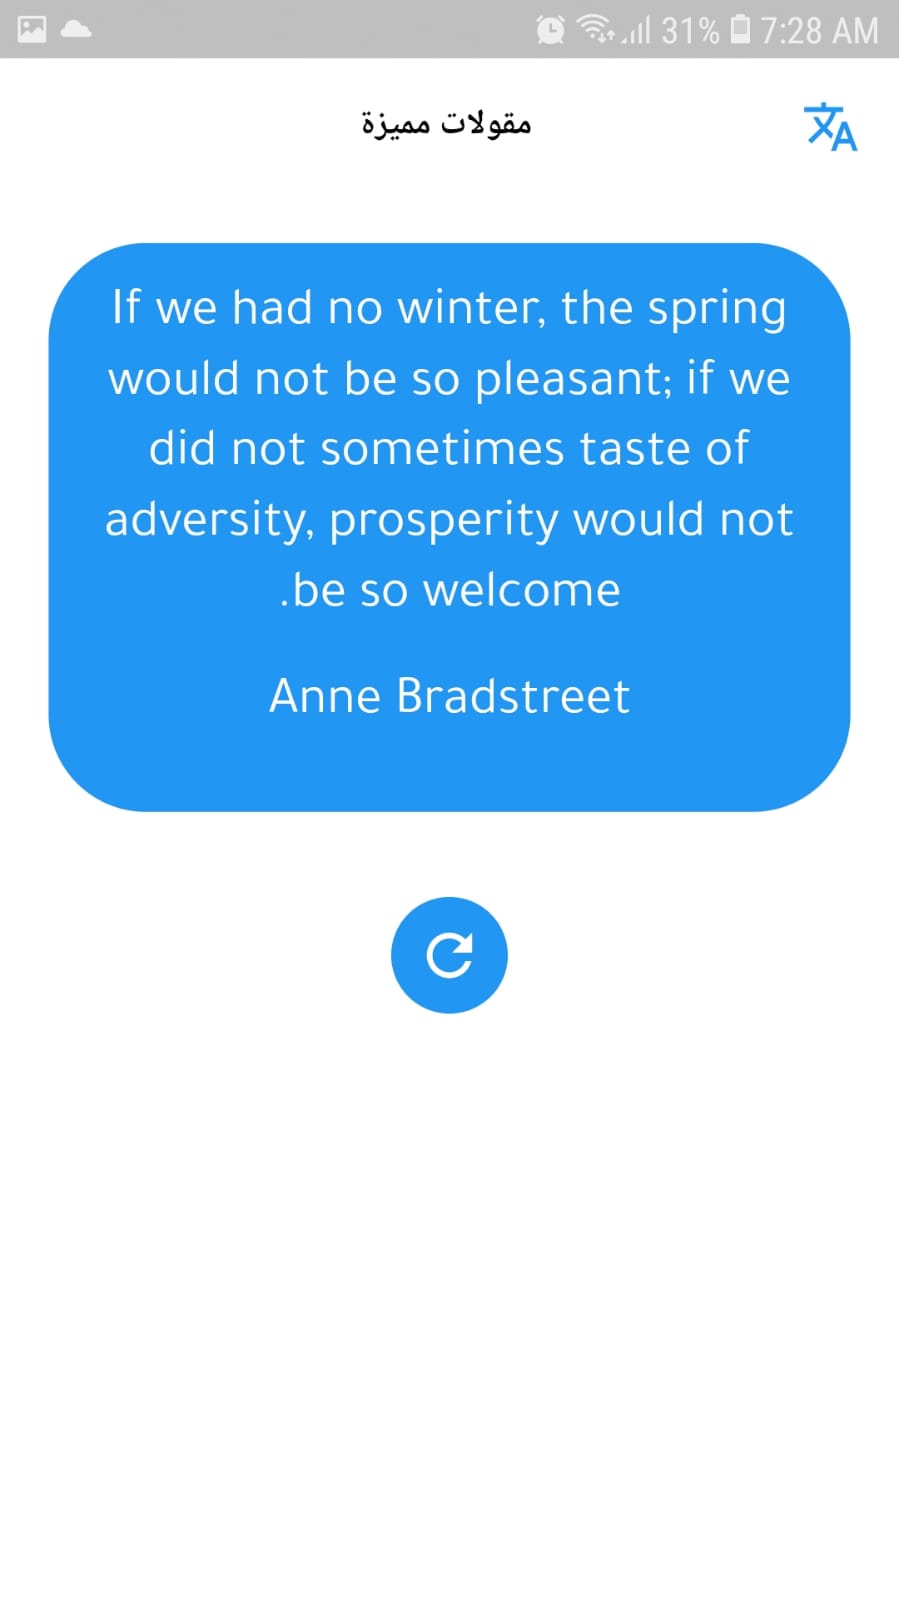 31% 7:28 AM
مقولات مميزة
If we had no winter, the spring
would not be so pleasant; if we
did not sometimes taste of
adversity, prosperity would not
.be so welcome
Anne Bradstreet